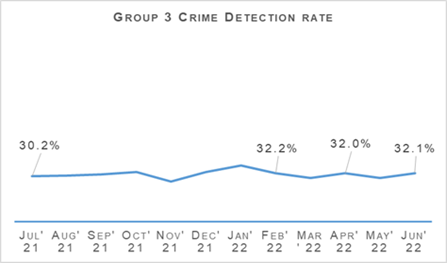 GROUP 3 CRIME DETECTION RATE
30.2%
32.2%
32.0%
32.1%
JUL' AUG' SEP' OCT' NOV' DEC' JAN' FEB' MAR APR' MAY' JUN'
21 21 21 21 21 21 22 22 ' 22 22 22 22